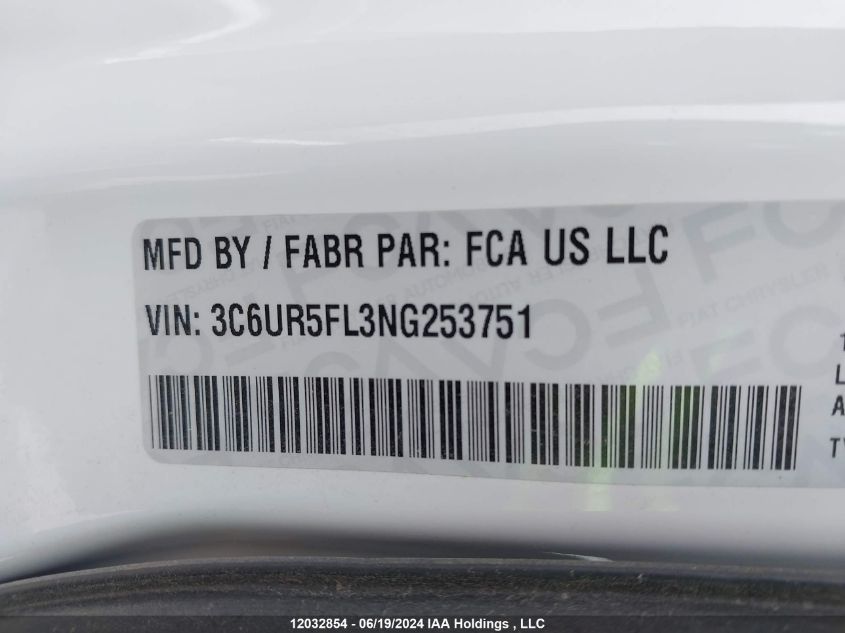 MFD BY / FABR PAR: FCA US LLC
VIN: 3C6UR5FL3NG253751
12032854 - 06/19/2024 IAA Holdings , LLC